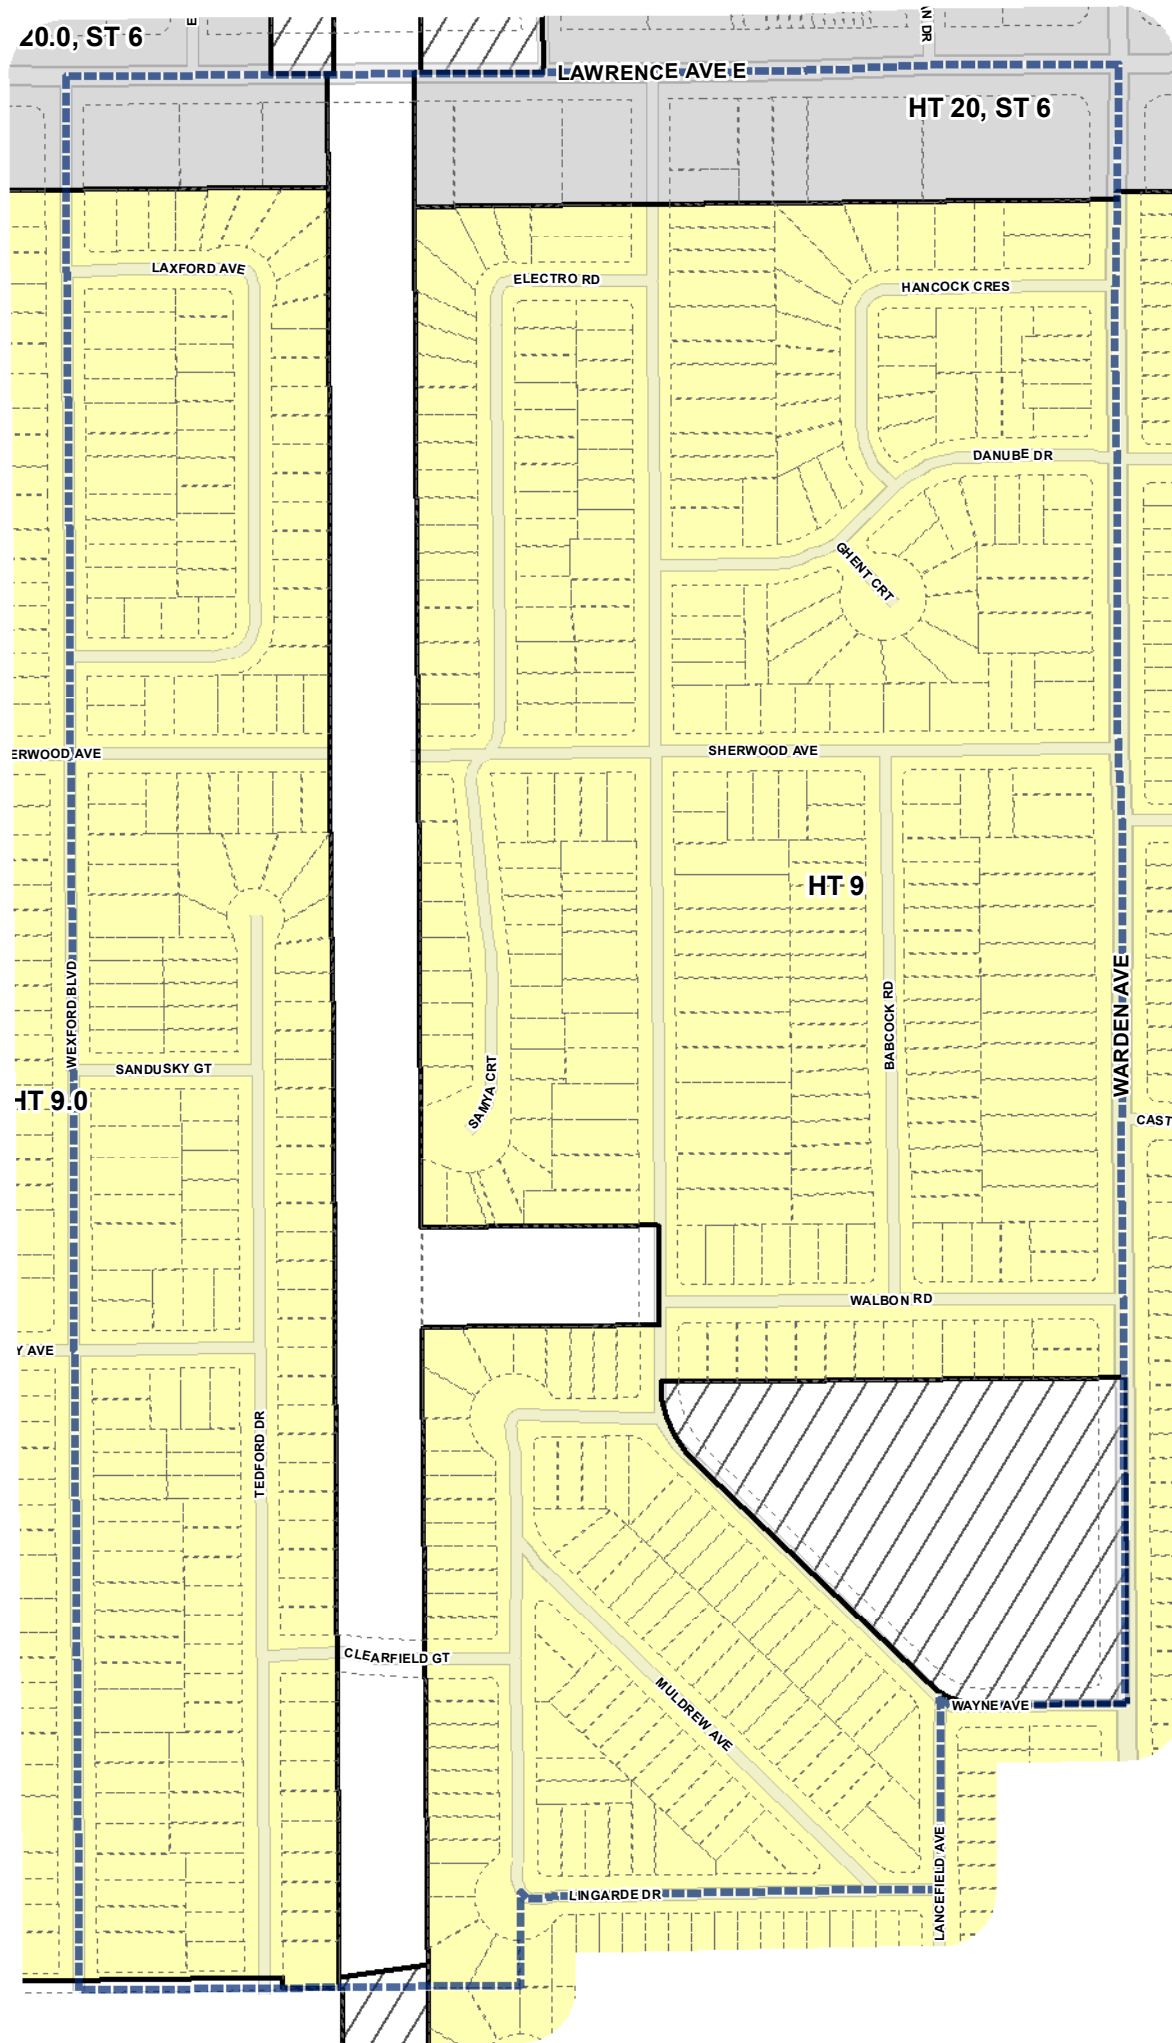 20.0, ST 6
E
N DR
LAWRENCE AVE E
HT 20, ST 6
LAXFORD AVE
ELECTRO RD
HANCOCK CRES
DANUBE DR
GHENT CRT
ERWOOD AVE
SHERWOOD AVE
HT 9
WEXFORD BLVD
BABCOCK RD
WARDEN AVE
SANDUSKY GT
SAMYA CRT
HT 9.0
CAST
WALBON RD
Y AVE
TEDFORD DR
CLEARFIELD GT
MULDREW AVE
WAYNE AVE
LANCEFIELD AVE
LINGARDE DR